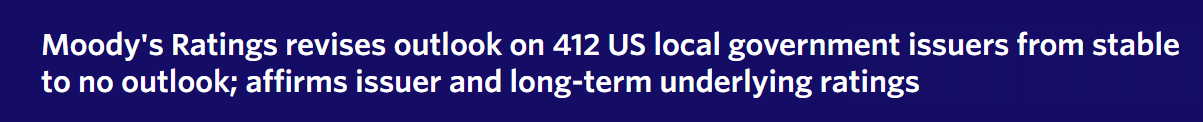 Moody's Ratings revises outlook on 412 US local government issuers from stable
to no outlook; affirms issuer and long-term underlying ratings